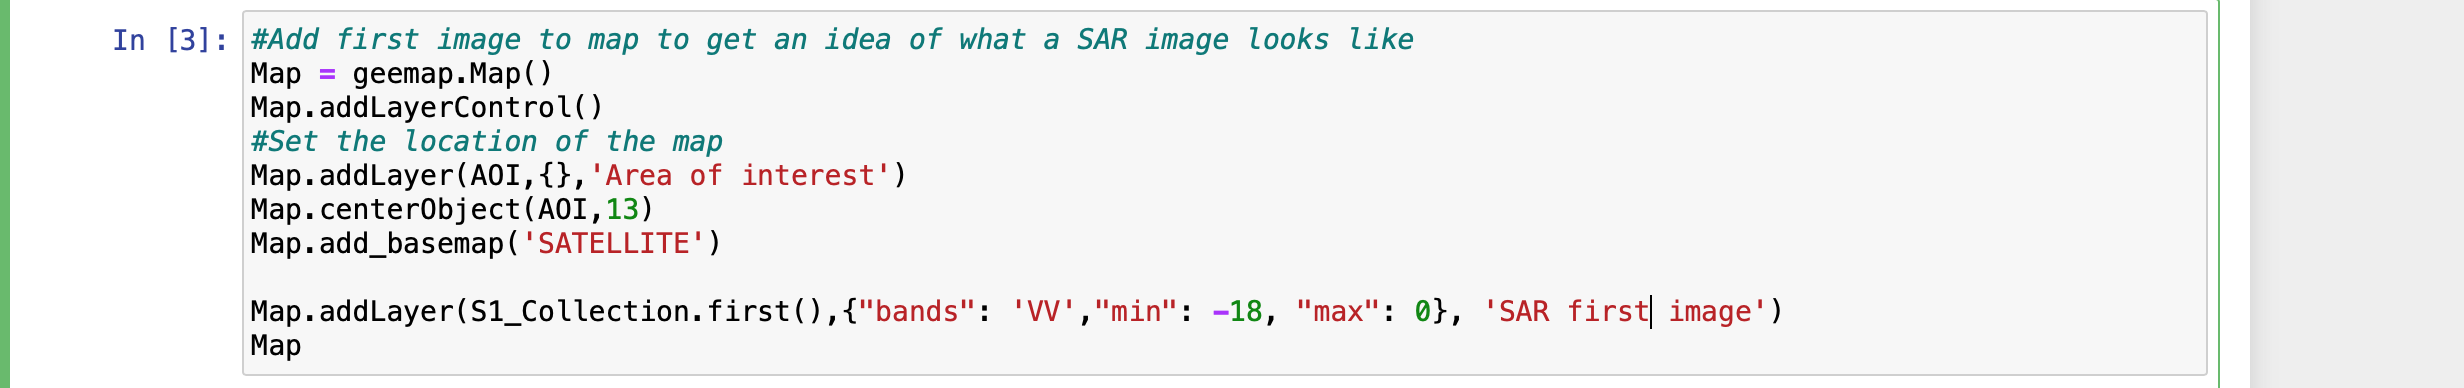 In [3]: #Add first image to map to get an idea of what a SAR image looks like
Map = geemap.Map()
Map.addLayerControl()
#Set the location of the map
Map.addLayer(AOI,{},'Area of interest')
Map.centerObject(AOI,13)
Map.add_basemap('SATELLITE')
Map.addLayer(S1_Collection.first(),{"bands": 'VV',"min": -18, "max": 0}, 'SAR first image')
Map